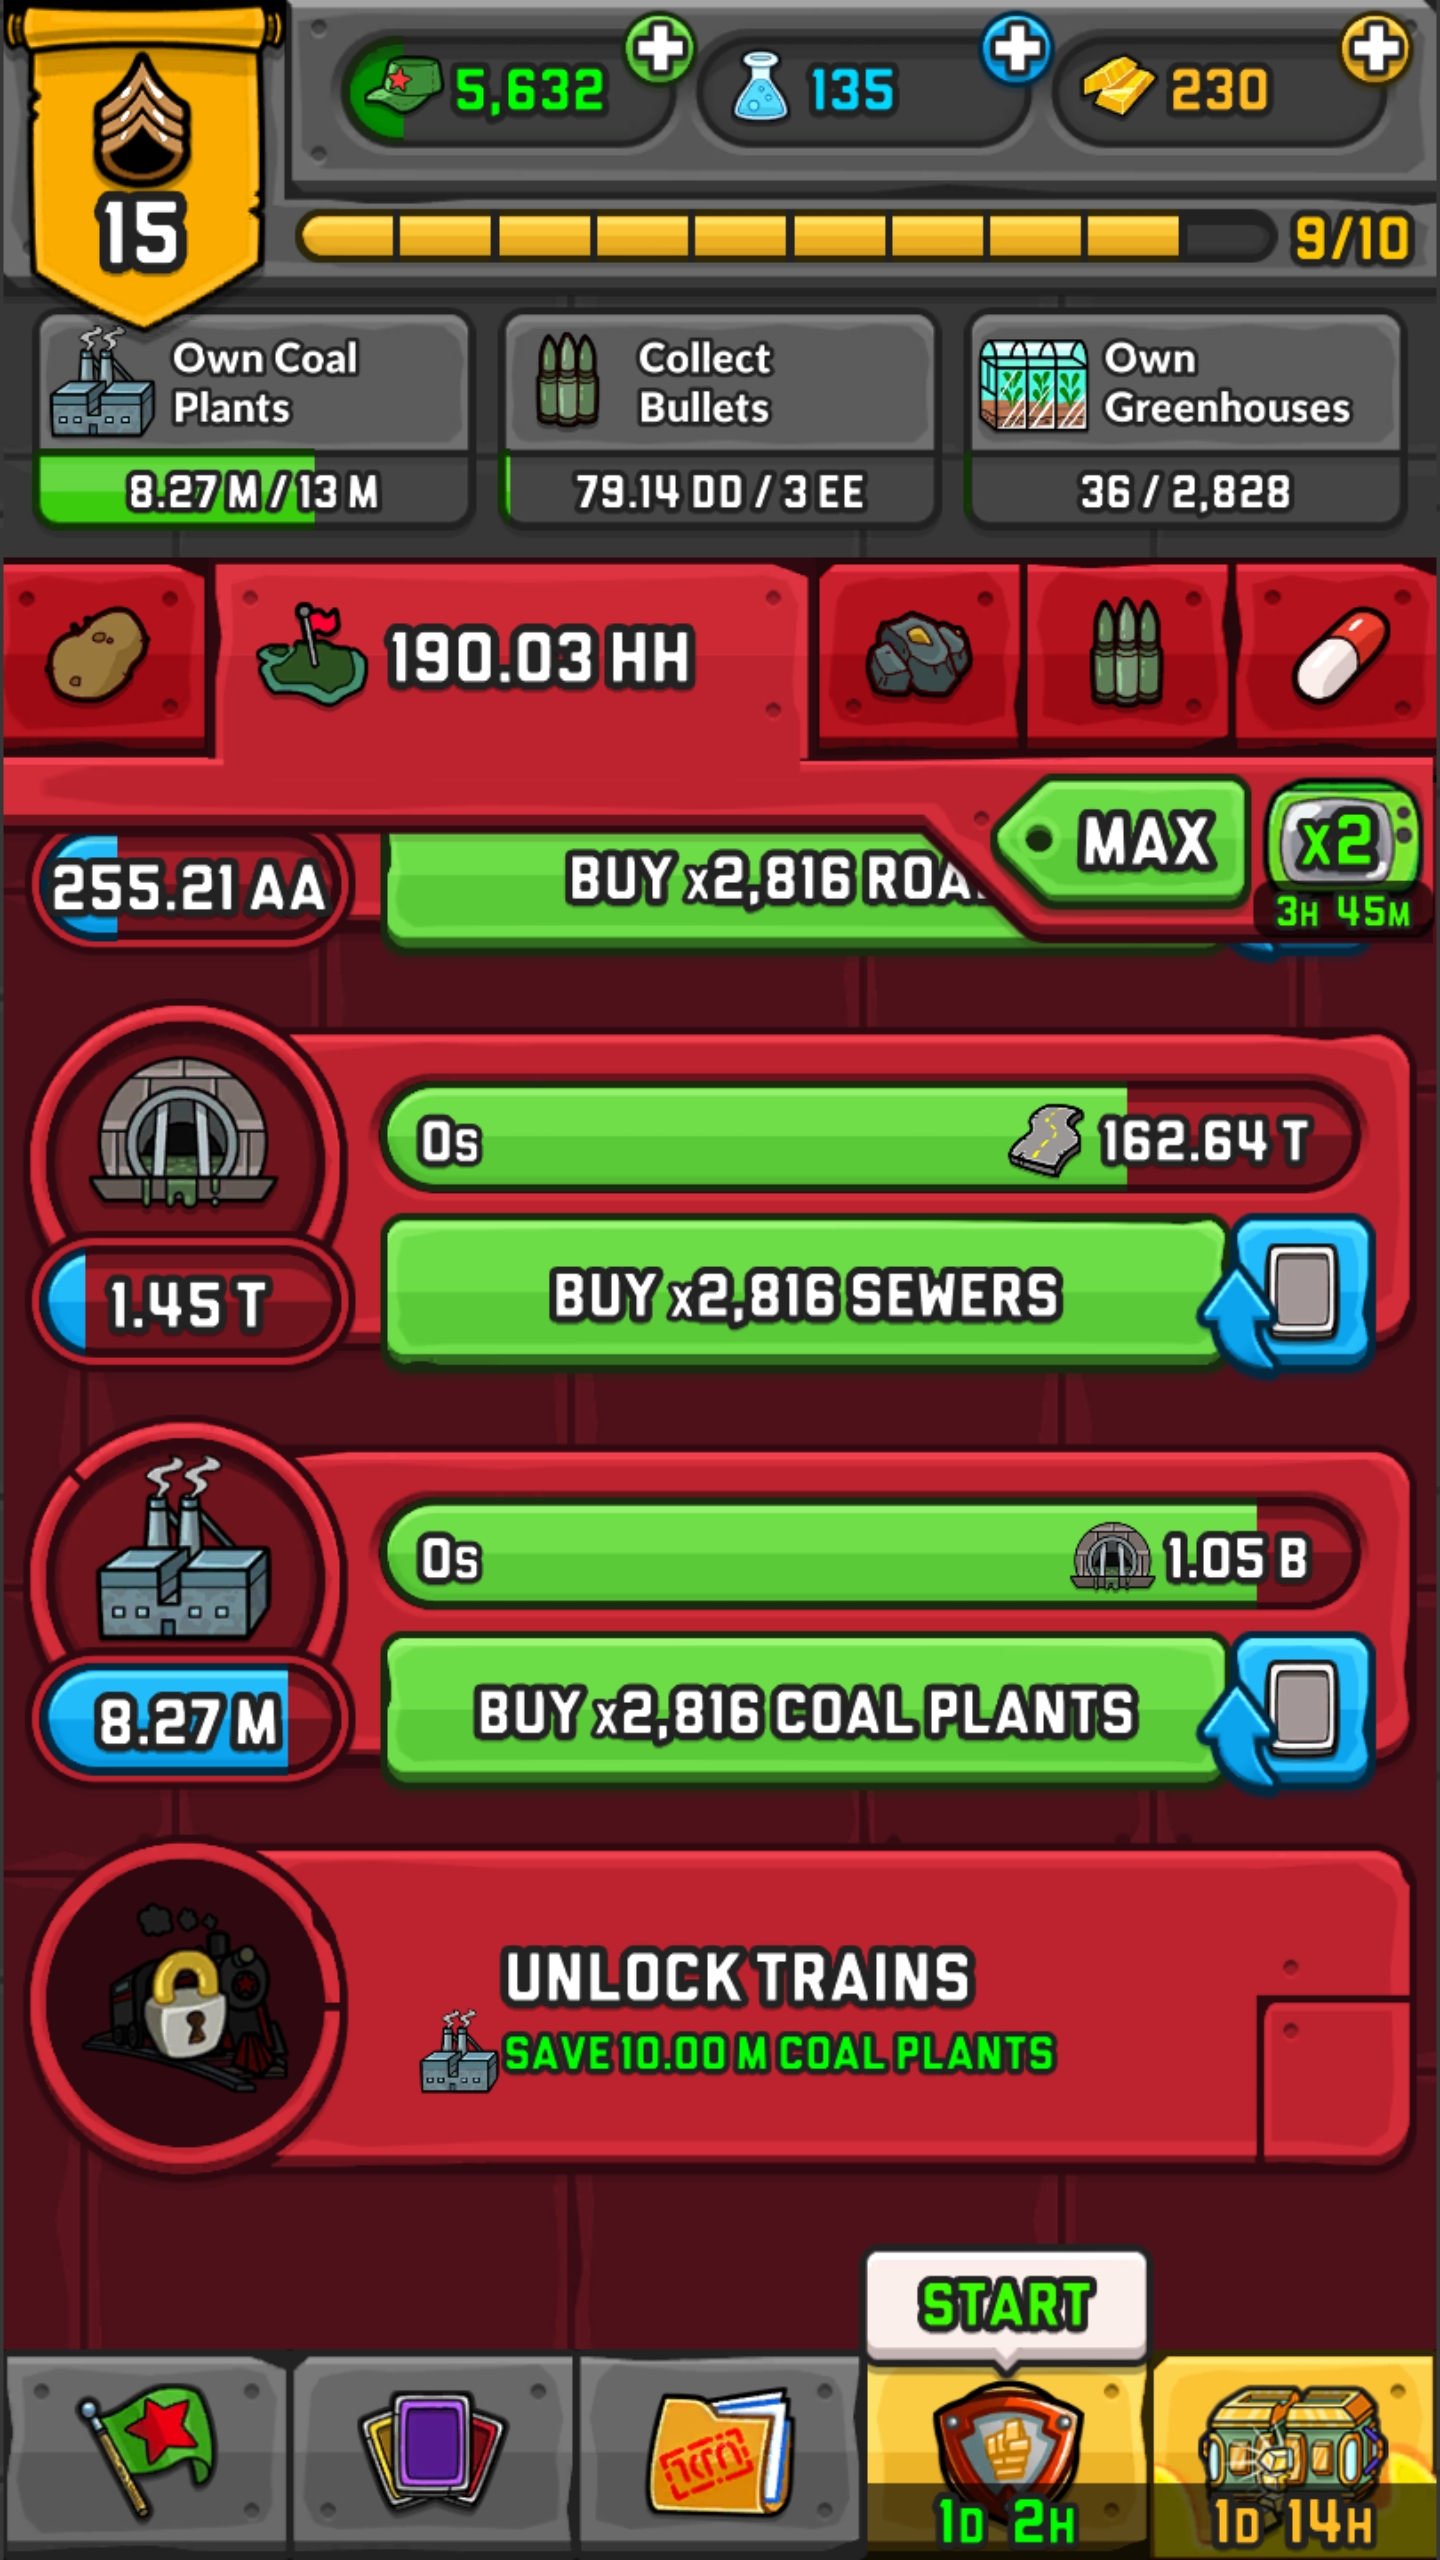 5,632
135
230
15
9/10
Own Coal
Plants
8.27 M / 13 M
Collect
Bullets
79.14 DD / 3 EE
Own
Greenhouses
36 / 2,828
190.03 HH
MAX
x2
3H 45M
255.21 AA
BUY x2,816
0s
162.64 T
1.45 T
BUY x2,816 SEWERS
0s
1.05 B
8.27 M
BUY x2,816 COAL PLANTS
UNLOCK TRAINS
SAVE 10.00 M COAL PLANTS
START
1D 2H
1D 14H